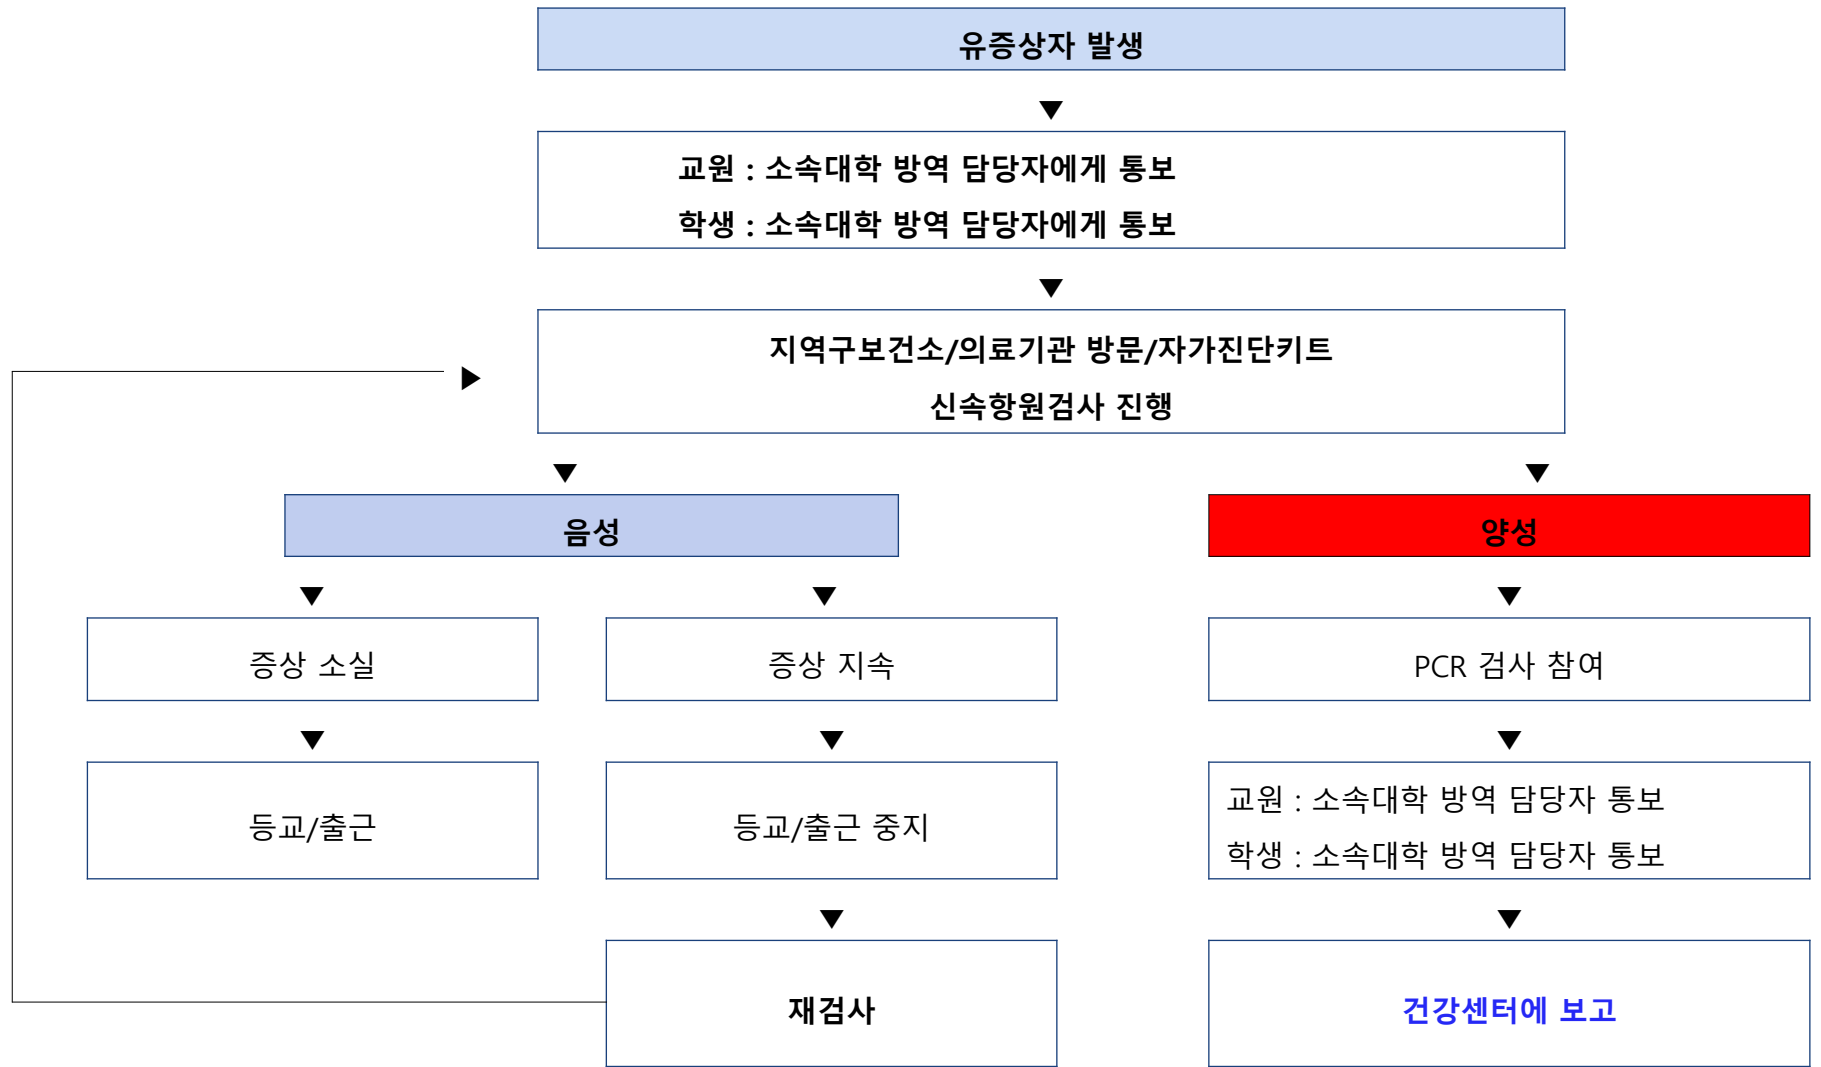 유증상자 발생
▼
교원 : 소속대학 방역 담당자에게 통보
학생 : 소속대학 방역 담당자에게 통보
▼
지역구보건소/의료기관 방문/자가진단키트
신속항원검사 진행
▶
▼ ▼
음성 양성
▼ ▼ ▼
증상 소실 증상 지속 PCR 검사 참여
▼ ▼ ▼
교원 : 소속대학 방역 담당자 통보
등교/출근 등교/출근 중지
학생 : 소속대학 방역 담당자 통보
▼ ▼
재검사 건강센터에 보고